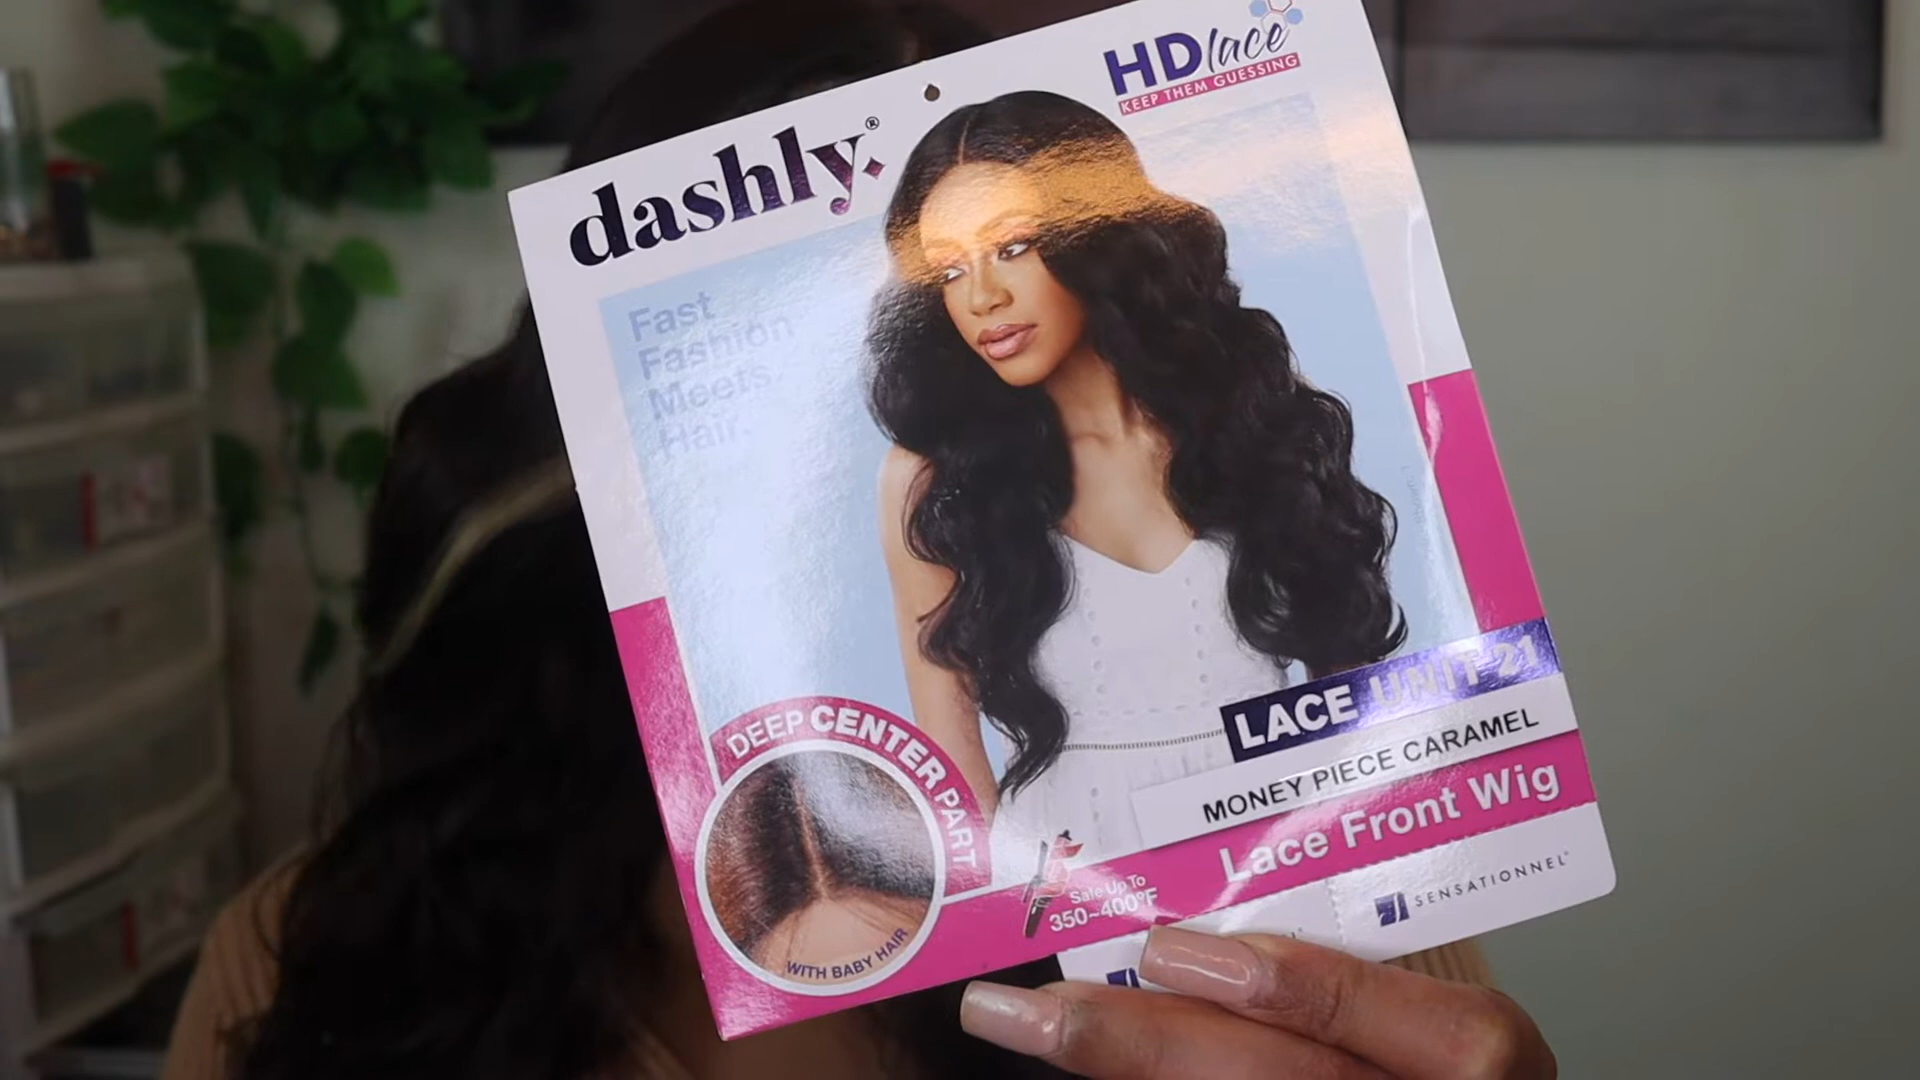 HD lace
KEEP THEM GUESSING
dashly.®
Fast
Fashion
Meets
Hair.
DEEP CENTER PART
WITH BABY HAIR
LACE UNIT 21
MONEY PIECE CARAMEL
Lace Front Wig
Safe Up To
350~400°F
SENSATIONNEL®